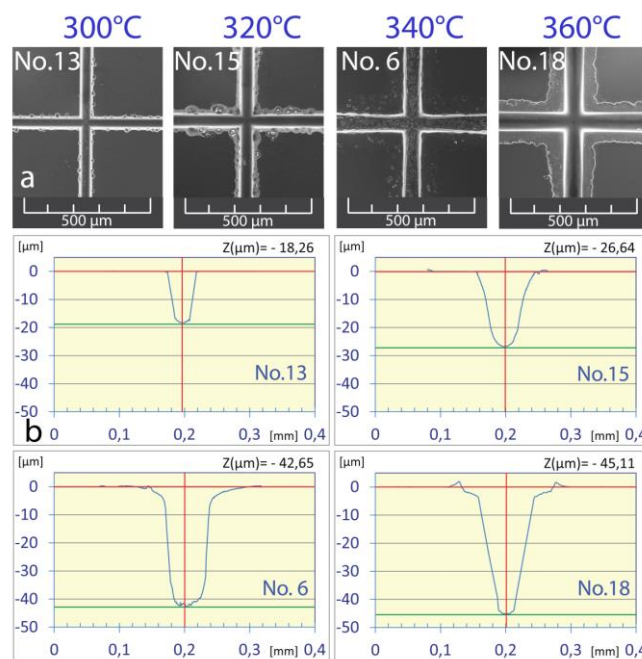 300°C 320°C 340°C 360°C
No.13 No.15 No. 6 No.18
a
500 µm 500 µm 500 µm 500 µm
[µm] Z(µm)= - 18,26 [µm] Z(µm)= - 26,64
0 0
-10 -10
-20 -20
-30 -30
-40 No.13 -40 No.15
b
-50 -50
0 0,1 0,2 0,3 [mm] 0,4 0 0,1 0,2 0,3 [mm] 0,4
[µm] Z(µm)= - 42,65 [µm] Z(µm)= - 45,11
0 0
-10 -10
-20 -20
-30 -30
No. 6 No.18
-40 -40
-50 -50
0 0,1 0,2 0,3 [mm] 0,4 0 0,1 0,2 0,3 [mm] 0,4